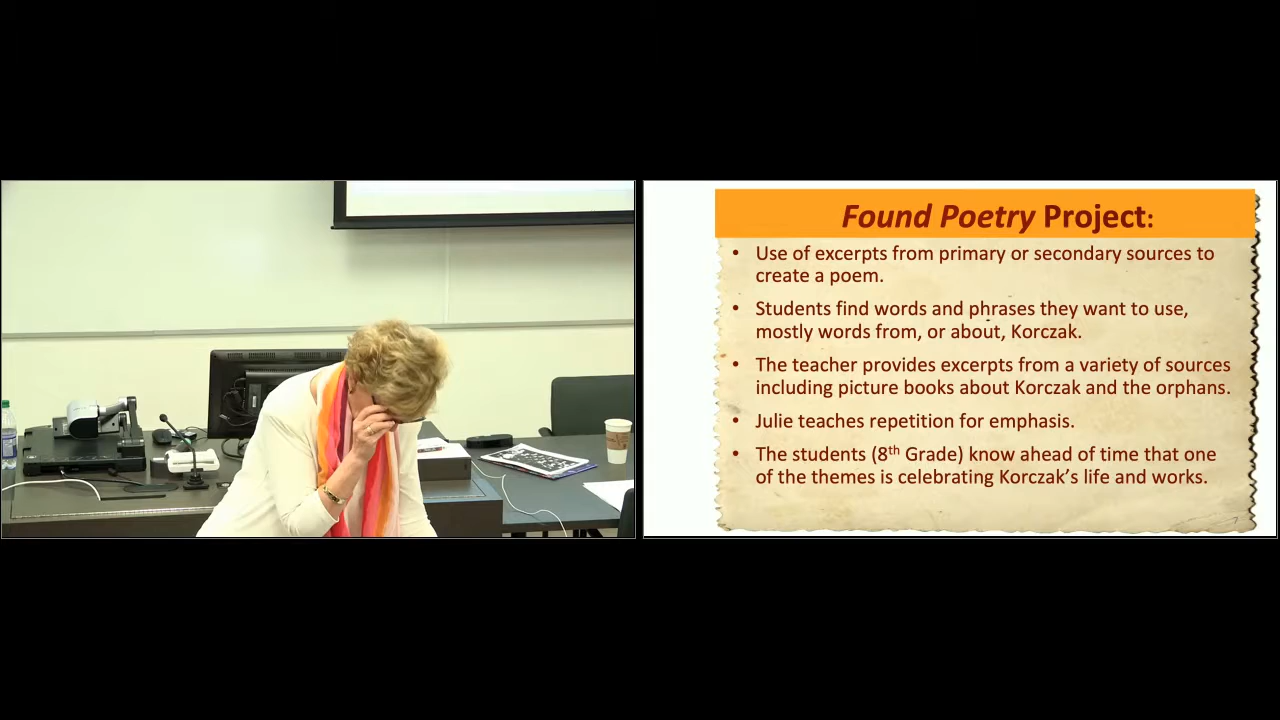 Found Poetry Project:
• Use of excerpts from primary or secondary sources to
create a poem.
• Students find words and phrases they want to use,
mostly words from, or about, Korczak.
• The teacher provides excerpts from a variety of sources
including picture books about Korczak and the orphans.
• Julie teaches repetition for emphasis.
• The students (8th Grade) know ahead of time that one
of the themes is celebrating Korczak's life and works.